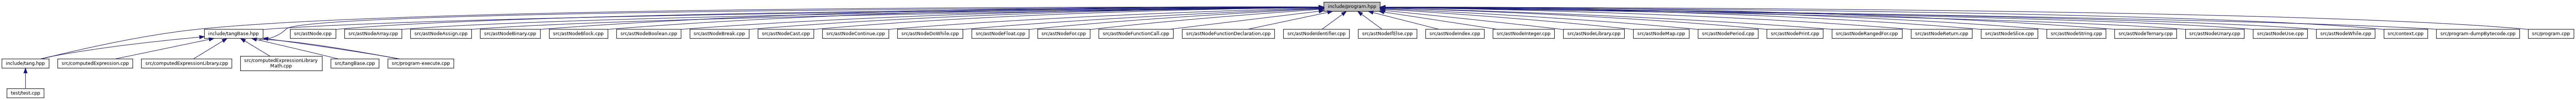 include/program.hpp
include/tangBase.hpp
src/astNode.cpp
src/astNodeArray.cpp
src/astNodeAssign.cpp
src/astNodeBinary.cpp
src/astNodeBlock.cpp
src/astNodeBoolean.cpp
src/astNodeBreak.cpp
src/astNodeCast.cpp
src/astNodeContinue.cpp
src/astNodeDoWhile.cpp
src/astNodeFloat.cpp
src/astNodeFor.cpp
src/astNodeFunctionCall.cpp
src/astNodeFunctionDeclaration.cpp
src/astNodeIdentifier.cpp
src/astNodeIfElse.cpp
src/astNodeIndex.cpp
src/astNodeInteger.cpp
src/astNodeLibrary.cpp
src/astNodeMap.cpp
src/astNodePeriod.cpp
src/astNodePrint.cpp
src/astNodeRangedFor.cpp
src/astNodeReturn.cpp
src/astNodeSlice.cpp
src/astNodeString.cpp
src/astNodeTernary.cpp
src/astNodeUnary.cpp
src/astNodeUse.cpp
src/astNodeWhile.cpp
src/context.cpp
src/program-dumpBytecode.cpp
src/program.cpp
include/tang.hpp
src/computedExpression.cpp
src/computedExpressionLibrary.cpp
src/computedExpressionLibrary
Math.cpp
src/tangBase.cpp
src/program-execute.cpp
test/test.cpp